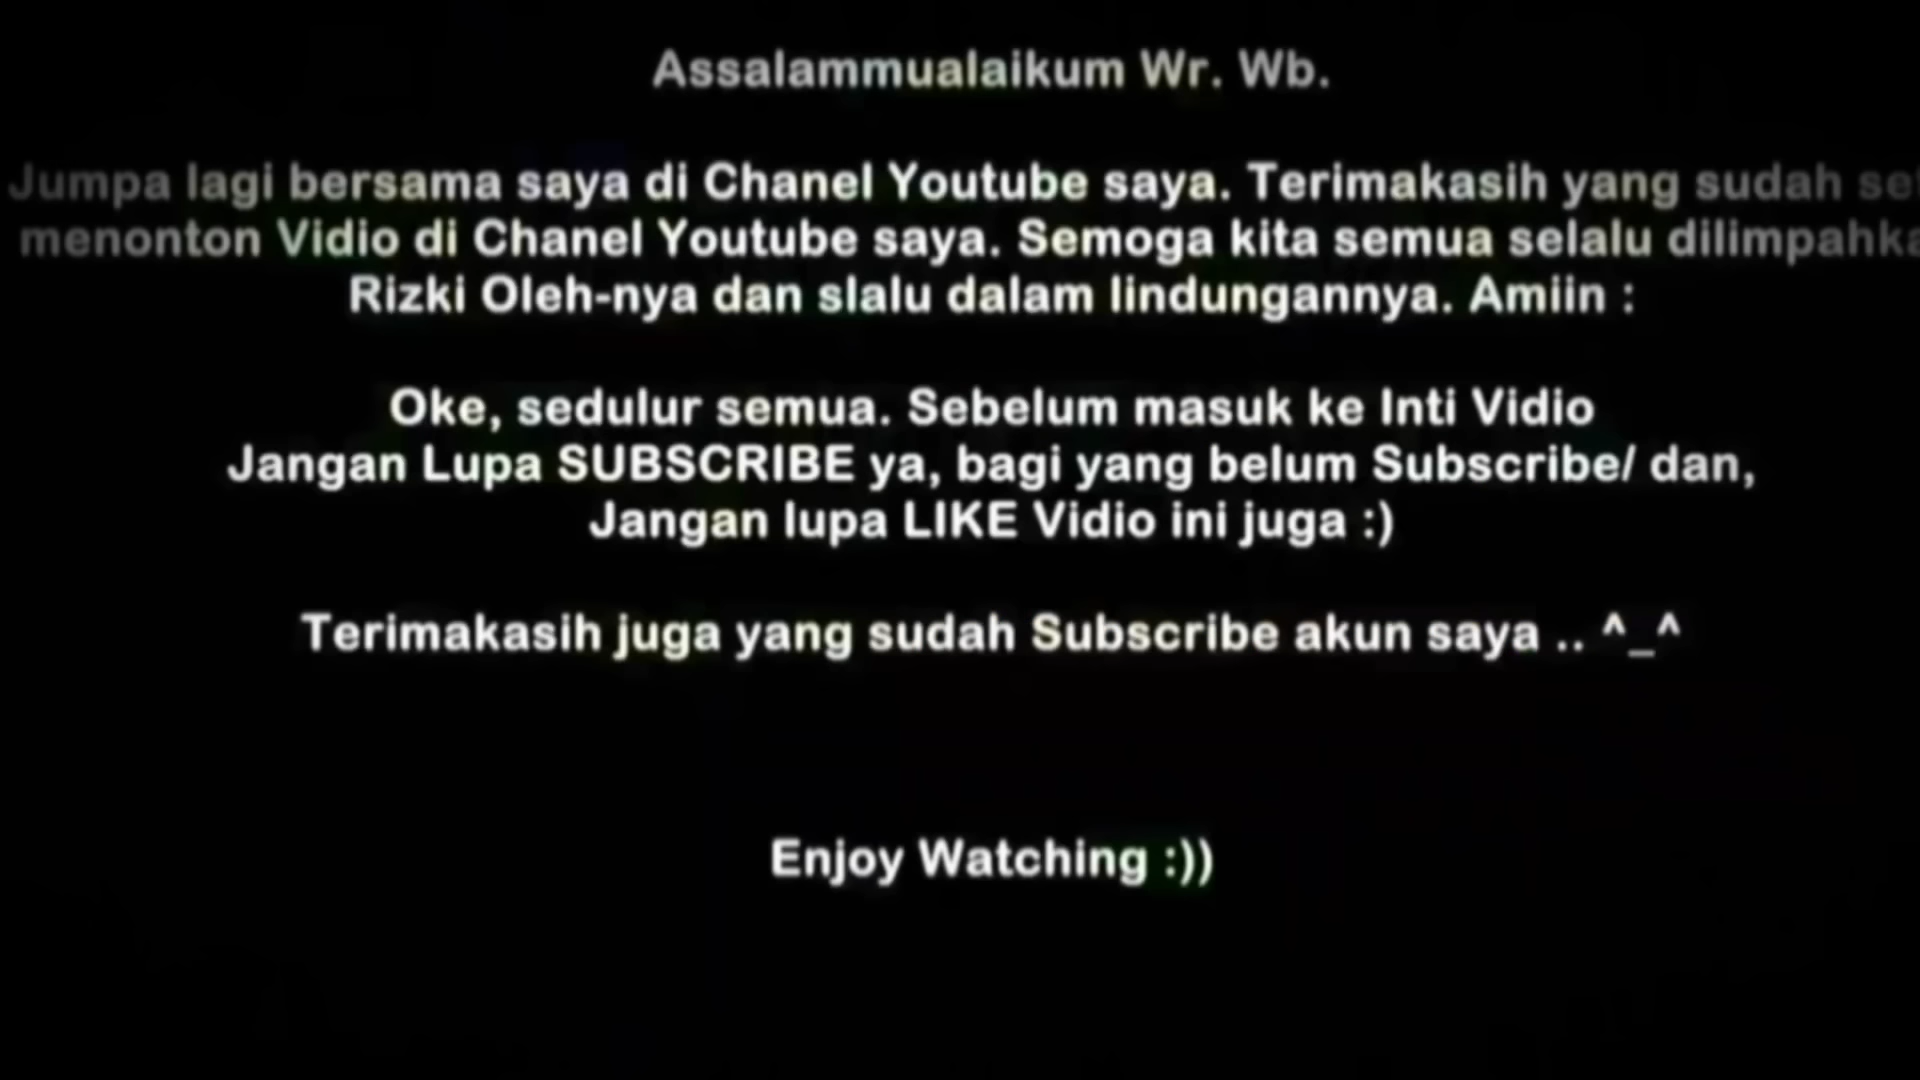 Assalammualaikum Wr. Wb.
Jumpa lagi bersama saya di Chanel Youtube saya. Terimakasih yang sudah
menonton Vidio di Chanel Youtube saya. Semoga kita semua selalu
Rizki Oleh-nya dan slalu dalam lindungannya. Amiin :
Oke, sedulur semua. Sebelum masuk ke Inti Vidio
Jangan Lupa SUBSCRIBE ya, bagi yang belum Subscribe/ dan,
Jangan lupa LIKE Vidio ini juga :)
Terimakasih juga yang sudah Subscribe akun saya .. ^_^
Enjoy Watching :))